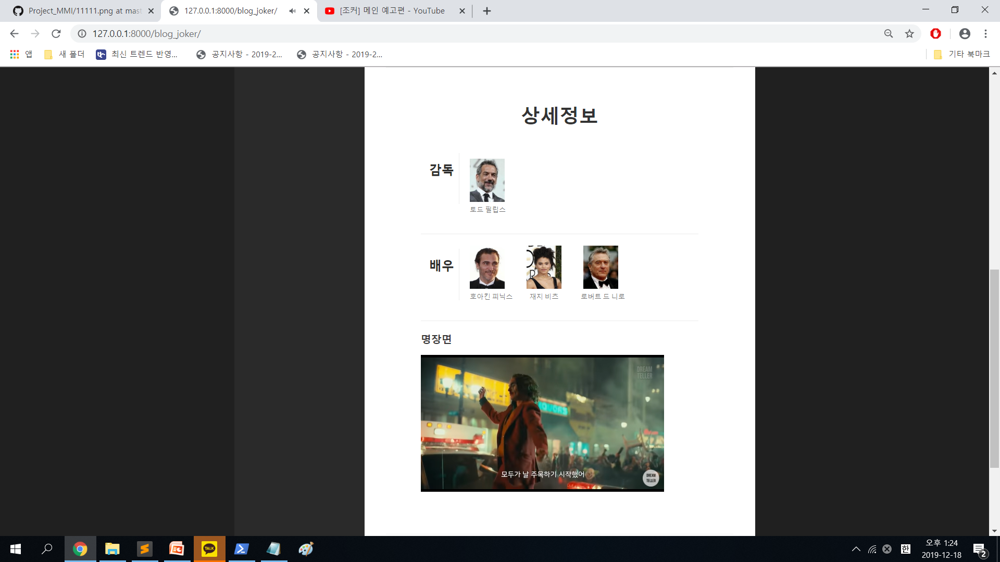 Project_MMI/11111.png at mast
127.0.0.1:8000/blog_joker/
[조커] 메인 예고편 - YouTube
127.0.0.1:8000/blog_joker/
앱
새 폴더
최신 트렌드 반영...
공지사항 - 2019-2...
공지사항 - 2019-2...
기타 북마크
상세정보
감독
토드 필립스
배우
호아킨 피닉스
재지 비츠
로버트 드 니로
명장면
DREAM
TELLER
LIQUORS
모두가 날 주목하기 시작했어
DREAM
TELLER
TALK
한
오후 1:24
2019-12-18
2